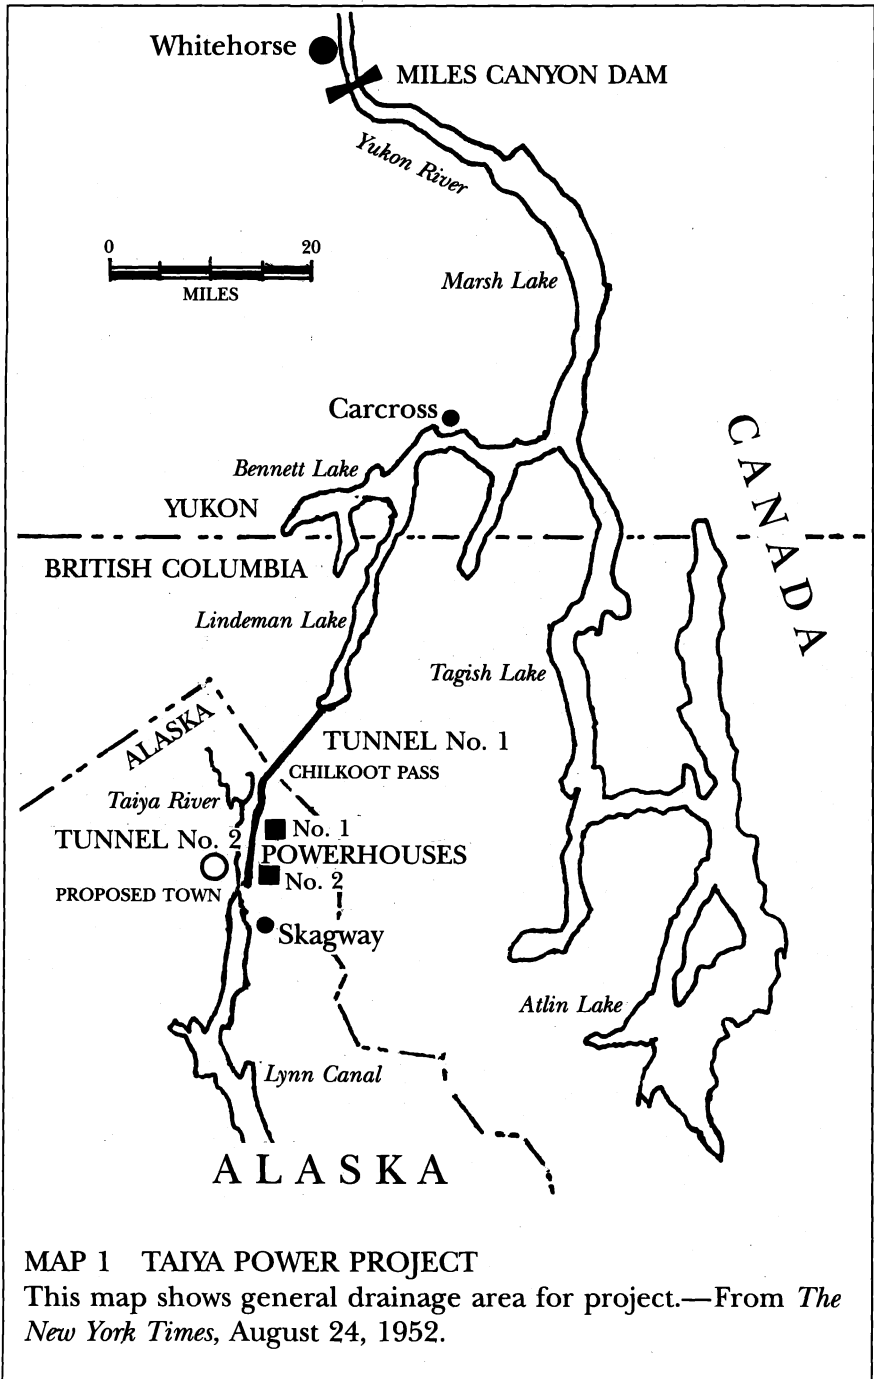 Whitehorse
MILES CANYON DAM
Yukon River
0 20
MILES
Marsh Lake
Carcross
CANADA
Bennett Lake
YUKON
BRITISH COLUMBIA
Lindeman Lake
Tagish Lake
ALASKA
TUNNEL No. 1
CHILKOOT PASS
Taiya River
TUNNEL No. 2
No. 1
POWERHOUSES
No. 2
PROPOSED TOWN
Skagway
Atlin Lake
Lynn Canal
ALASKA
MAP 1 TAIYA POWER PROJECT
This map shows general drainage area for project.—From The
New York Times, August 24, 1952.